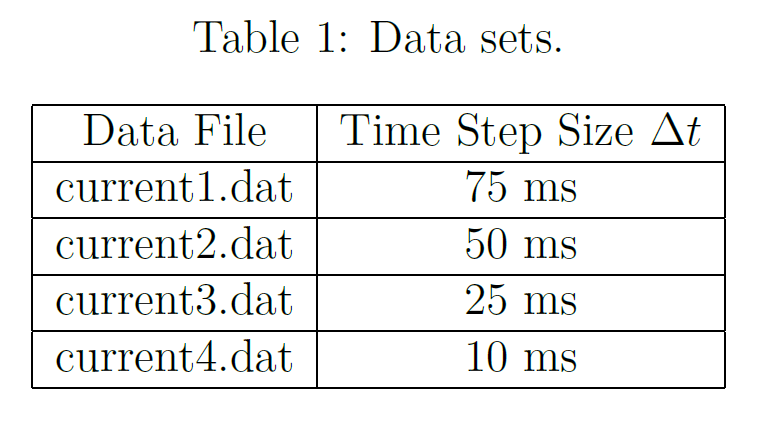 Table 1: Data sets.
Data File Time Step Size Δt
current1.dat 75 ms
current2.dat 50 ms
current3.dat 25 ms
current4.dat 10 ms